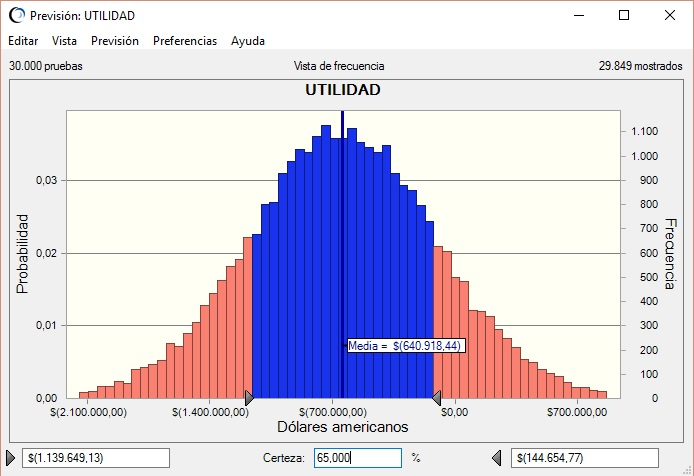 Previsión: UTILIDAD
Editar Vista Previsión Preferencias Ayuda
30.000 pruebas Vista de frecuencia 29.849 mostrados
UTILIDAD
Probabilidad
0,03
0,02
0,01
0,00
1.100
1.000
900
800
700
600
500
400
300
200
100
0
Frecuencia
Media = $(640.918,44)
$(2.100.000,00) $(1.400.000,00) $(700.000,00) $0,00 $700.000,00
Dólares americanos
$(1.139.649,13) Certeza: 65,000 % $(144.654,77)